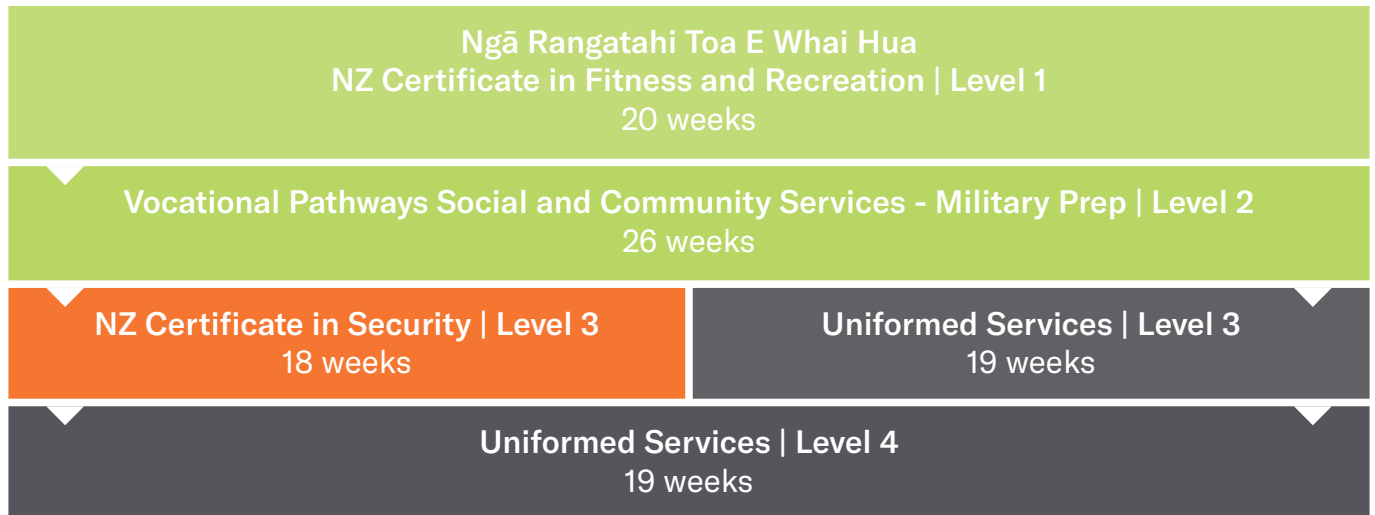 Ngā Rangatahi Toa E Whai Hua
NZ Certificate in Fitness and Recreation | Level 1
20 weeks
Vocational Pathways Social and Community Services - Military Prep | Level 2
26 weeks
NZ Certificate in Security | Level 3
18 weeks
Uniformed Services | Level 3
19 weeks
Uniformed Services | Level 4
19 weeks